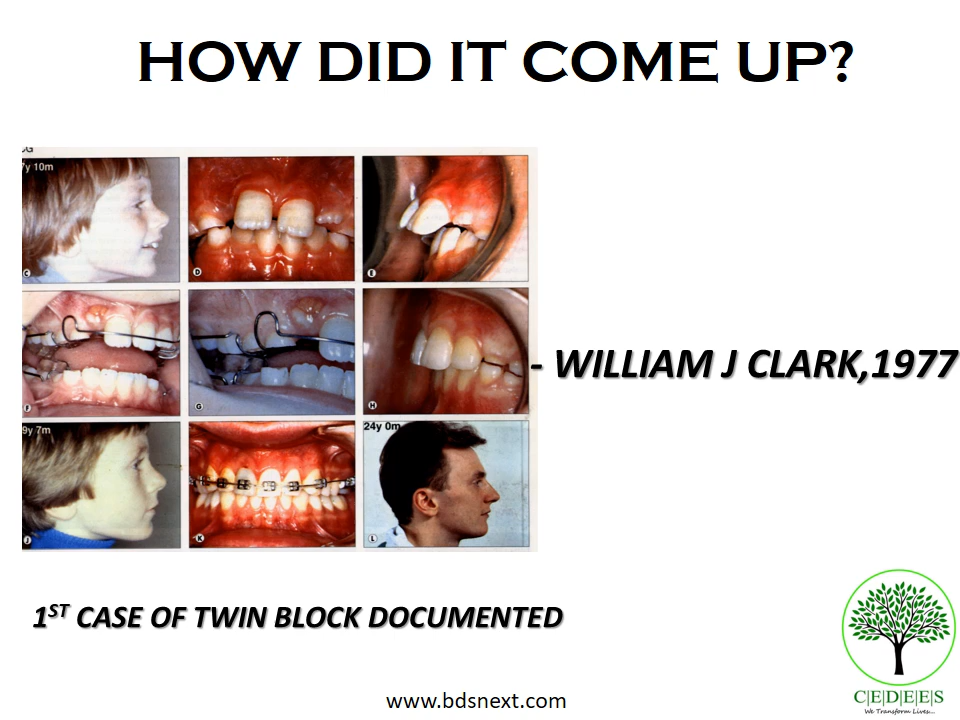 HOW DID IT COME UP?
CG
7y 10m
C
D
E
F
G
H
- WILLIAM J CLARK,1977
9y 7m
24y 0m
J
K
L
1ST CASE OF TWIN BLOCK DOCUMENTED
C|E|D|E|E|S
We Transform Lives...
www.bdsnext.com